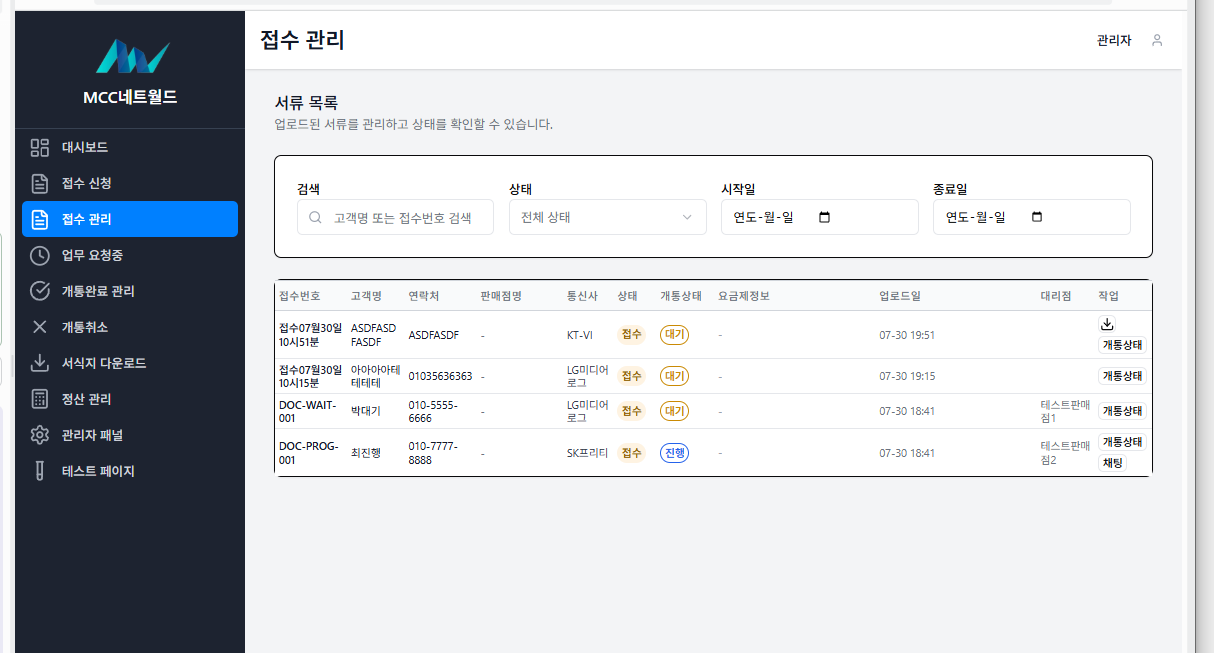 MCC네트월드
대시보드
접수 신청
접수 관리
업무 요청중
개통완료 관리
개통취소
서식지 다운로드
정산 관리
관리자 패널
테스트 페이지
접수 관리
관리자
서류 목록
업로드된 서류를 관리하고 상태를 확인할 수 있습니다.
검색 상태 시작일 종료일
고객명 또는 접수번호 검색 전체 상태 연도-월-일 연도-월-일
접수번호 고객명 연락처 판매점명 통신사 상태 개통상태 요금제정보 업로드일 대리점 작업
접수07월30일 10시51분 ASDFASDFASDF ASDFASDF - KT-VI 접수 대기 - 07-30 19:51 개통상태
접수07월30일 10시15분 아아아아테테테테 01035636363 - LG미디어로그 접수 대기 - 07-30 19:15 개통상태
DOC-WAIT-001 박대기 010-5555-6666 - LG미디어로그 접수 대기 - 07-30 18:41 테스트판매점1 개통상태
DOC-PROG-001 최진행 010-7777-8888 - SK프리티 접수 진행 - 07-30 18:41 테스트판매점2 개통상태 채팅